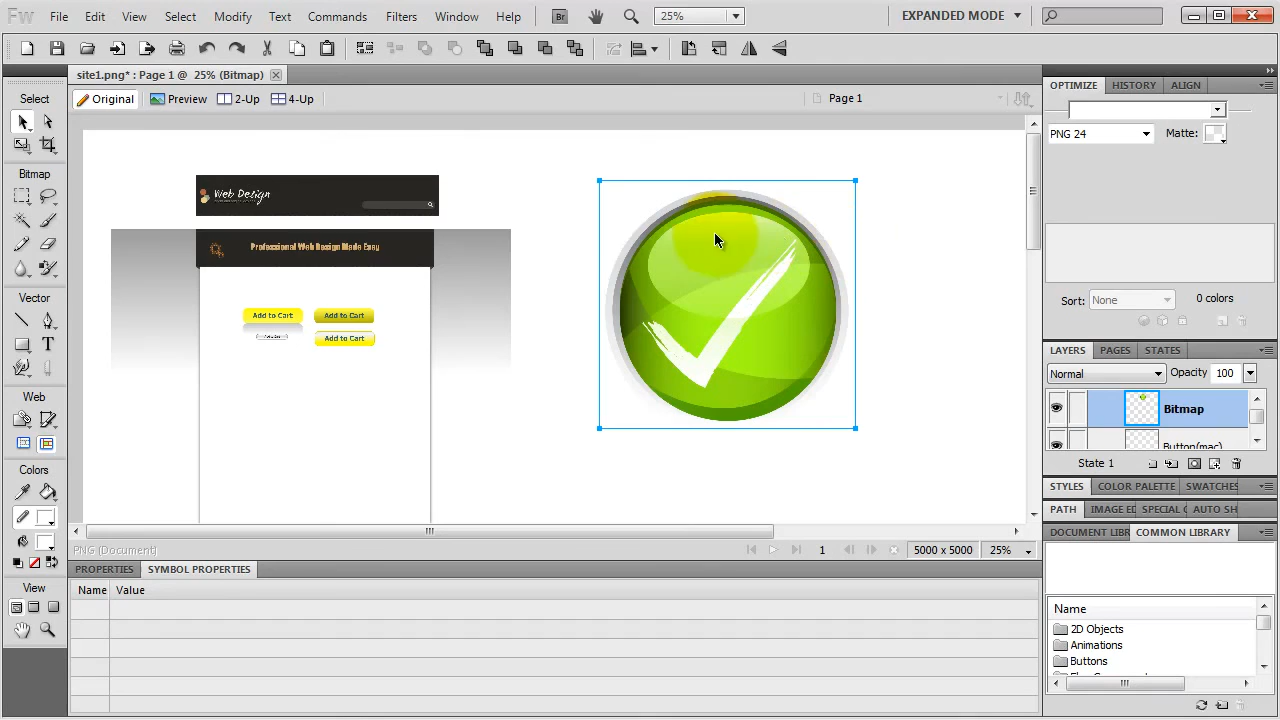 Fw File Edit View Select Modify Text Commands Filters Window Help Br 25% EXPANDED MODE
site1.png* : Page 1 @ 25% (Bitmap)
Original Preview 2-Up 4-Up Page 1
Select
Bitmap
Vector
Web
Colors
View
Web Design
Professional Web Design Made Easy
Add to Cart Add to Cart
Add to Cart
PNG (Document) 1 5000 x 5000 25%
PROPERTIES SYMBOL PROPERTIES
Name Value
OPTIMIZE HISTORY ALIGN
PNG 24 Matte:
Sort: None 0 colors
LAYERS PAGES STATES
Normal Opacity 100
Bitmap
Button(mac)
State 1
STYLES COLOR PALETTE SWATCHES
PATH IMAGE ED SPECIAL C AUTO SH
DOCUMENT LIBR COMMON LIBRARY
Name
2D Objects
Animations
Buttons